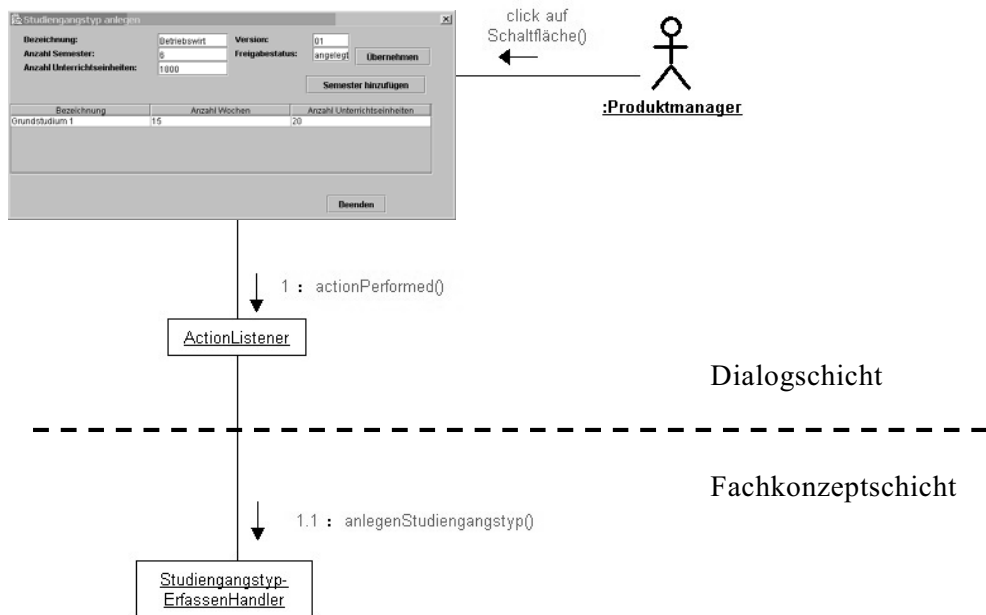 Studiengangstyp anlegen
Bezeichnung: Betriebswirt Version: 01
Anzahl Semester: 6 Freigabestatus: angelegt Übernehmen
Anzahl Unterrichtseinheiten: 1800
Semester hinzufügen
Bezeichnung Anzahl Wochen Anzahl Unterrichtseinheiten
Grundstudium 1 15 20
Beenden
click auf
Schaltfläche()
:Produktmanager
1 : actionPerformed()
ActionListener
Dialogschicht
Fachkonzeptschicht
1.1 : anlegenStudiengangstyp()
Studiengangstyp-
ErfassenHandler